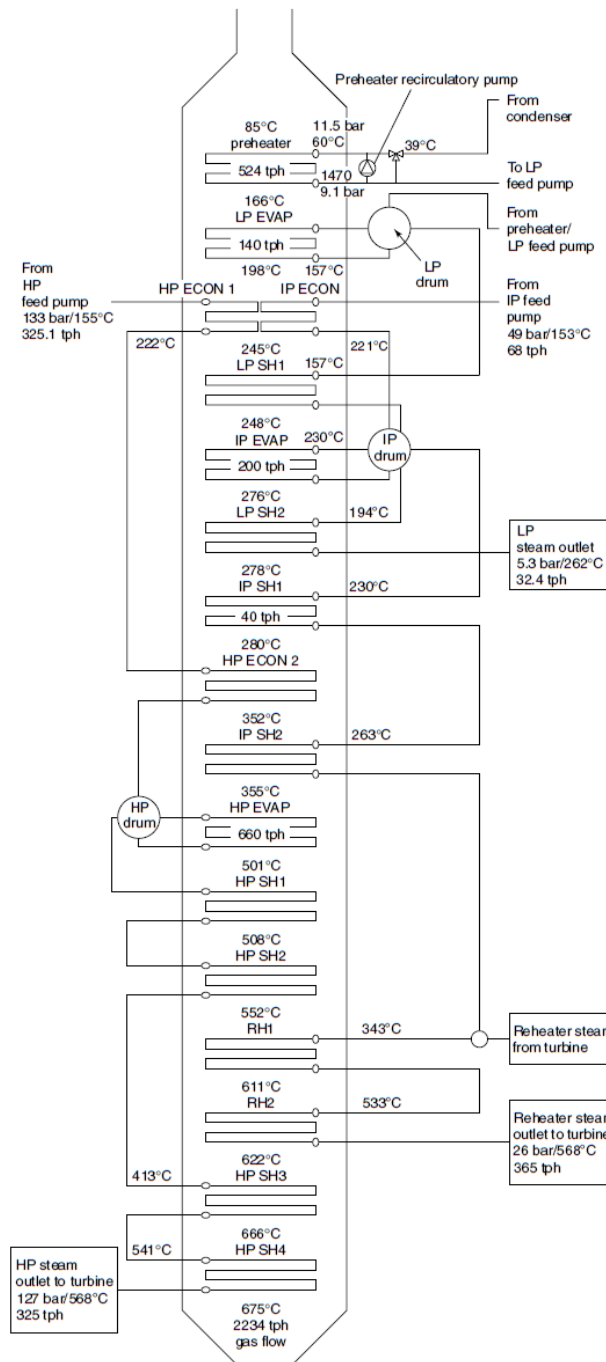 Preheater recirculatory pump
From
condenser
85°C
preheater
11.5 bar
60°C
39°C
524 tph
1470
9.1 bar
To LP
feed pump
166°C
LP EVAP
140 tph
LP
drum
From
preheater/
LP feed pump
198°C
157°C
From
HP
feed pump
133 bar/155°C
325.1 tph
HP ECON 1
IP ECON
From
IP feed
pump
49 bar/153°C
68 tph
222°C
221°C
245°C
LP SH1
157°C
248°C
IP EVAP
230°C
IP
drum
200 tph
276°C
LP SH2
194°C
LP
steam outlet
5.3 bar/262°C
32.4 tph
278°C
IP SH1
230°C
40 tph
280°C
HP ECON 2
352°C
IP SH2
263°C
HP
drum
355°C
HP EVAP
660 tph
501°C
HP SH1
508°C
HP SH2
552°C
RH1
343°C
Reheater steam
from turbine
611°C
RH2
533°C
Reheater steam
outlet to turbine
26 bar/568°C
365 tph
622°C
HP SH3
413°C
666°C
HP SH4
541°C
HP steam
outlet to turbine
127 bar/568°C
325 tph
675°C
2234 tph
gas flow